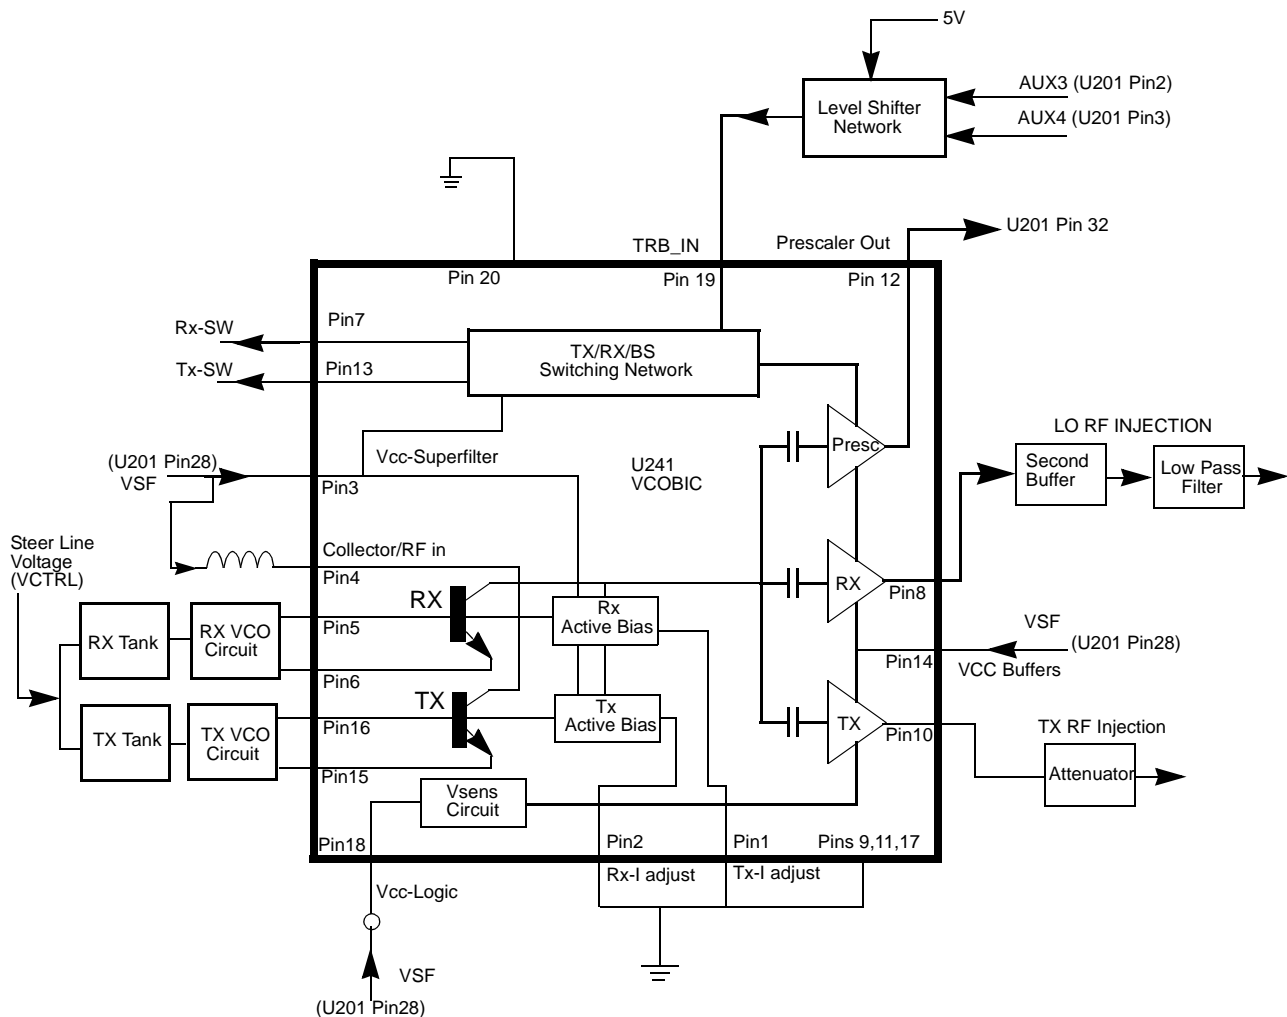 5V
AUX3 (U201 Pin2)
Level Shifter
Network
AUX4 (U201 Pin3)
U201 Pin 32
TRB_IN
Prescaler Out
Pin 20
Pin 19
Pin 12
Pin7
Rx-SW
TX/RX/BS
Switching Network
Tx-SW
Pin13
Presc
LO RF INJECTION
(U201 Pin28)
VSF
Vcc-Superfilter
Pin3
U241
VCOBIC
Second
Buffer
Low Pass
Filter
Steer Line
Voltage
(VCTRL)
Collector/RF in
Pin4
RX
RX
Pin8
Rx
Active Bias
RX Tank
RX VCO
Circuit
Pin5
Pin6
VSF
(U201 Pin28)
Pin14
VCC Buffers
TX
Tx
Active Bias
TX
Pin10
TX RF Injection
TX Tank
TX VCO
Circuit
Pin16
Pin15
Attenuator
Vsens
Circuit
Pin18
Pin2
Pin1
Pins 9,11,17
Rx-I adjust
Tx-I adjust
Vcc-Logic
VSF
(U201 Pin28)